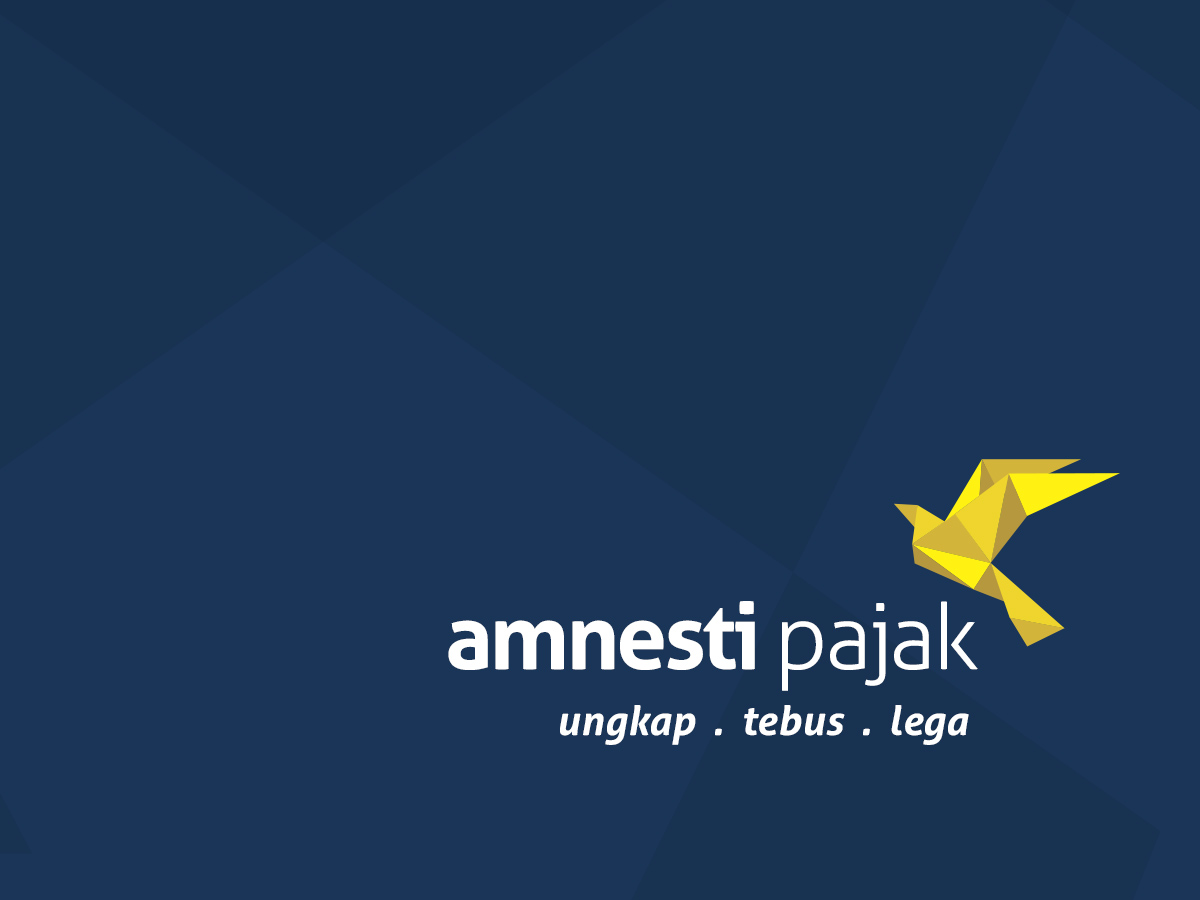 amnesti pajak
ungkap . tebus . lega